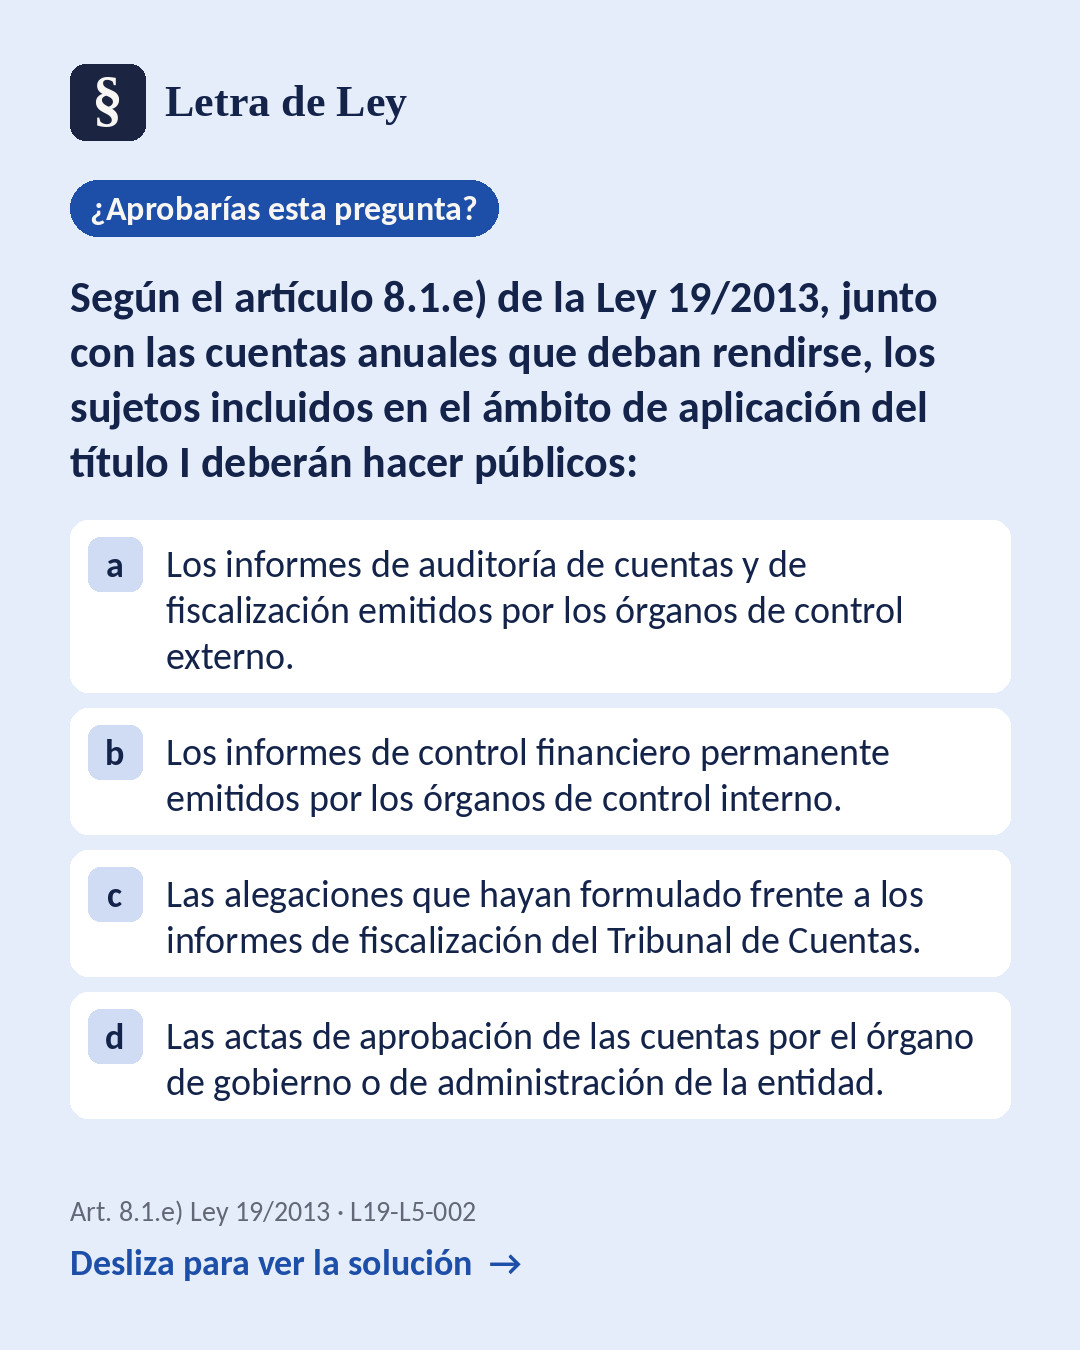 § Letra de Ley
¿Aprobarías esta pregunta?
Según el artículo 8.1.e) de la Ley 19/2013, junto
con las cuentas anuales que deban rendirse, los
sujetos incluidos en el ámbito de aplicación del
título I deberán hacer públicos:
a Los informes de auditoría de cuentas y de
fiscalización emitidos por los órganos de control
externo.
b Los informes de control financiero permanente
emitidos por los órganos de control interno.
c Las alegaciones que hayan formulado frente a los
informes de fiscalización del Tribunal de Cuentas.
d Las actas de aprobación de las cuentas por el órgano
de gobierno o de administración de la entidad.
Art. 8.1.e) Ley 19/2013 · L19-L5-002
Desliza para ver la solución →